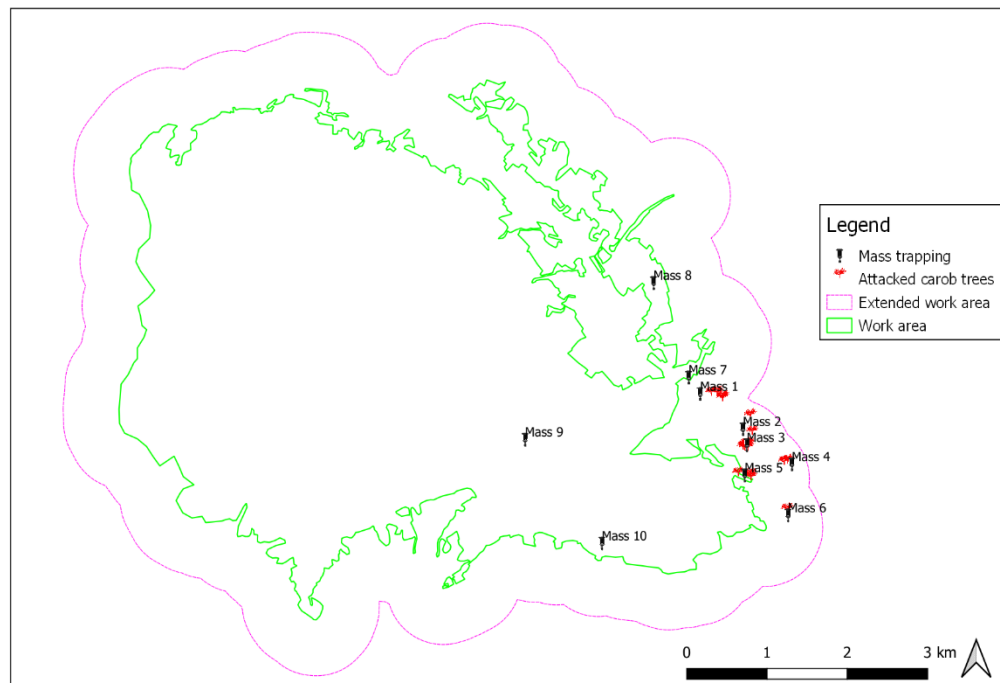 Mass 8
Mass 7
Mass 1
Mass 2
Mass 3
Mass 9
Mass 4
Mass 5
Mass 6
Mass 10
Legend
Mass trapping
Attacked carob trees
Extended work area
Work area
0 1 2 3 km